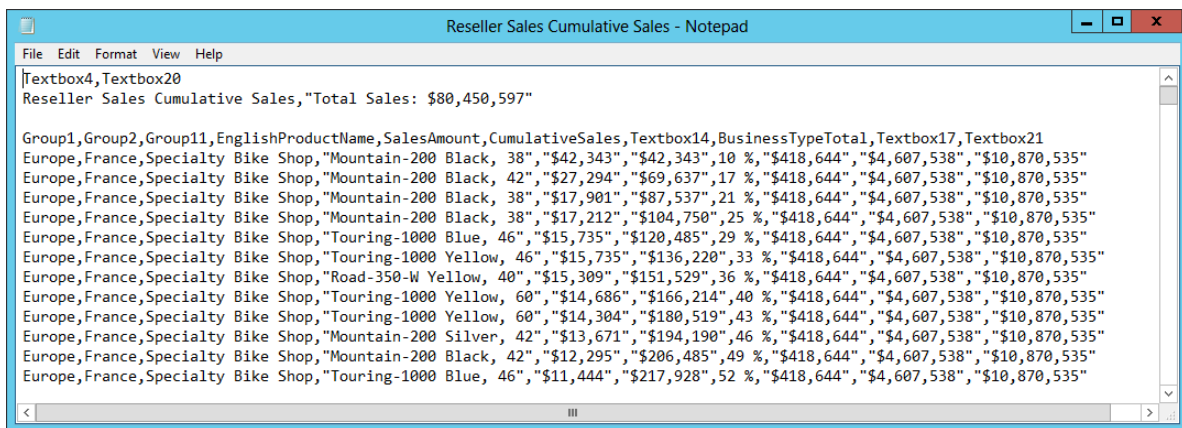 Reseller Sales Cumulative Sales - Notepad
File Edit Format View Help
Textbox4,Textbox20
Reseller Sales Cumulative Sales,"Total Sales: $80,450,597"
Group1,Group2,Group11,EnglishProductName,SalesAmount,CumulativeSales,Textbox14,BusinessTypeTotal,Textbox17,Textbox21
Europe,France,Specialty Bike Shop,"Mountain-200 Black, 38","$42,343","$42,343",10 %,"$418,644","$4,607,538","$10,870,535"
Europe,France,Specialty Bike Shop,"Mountain-200 Black, 42","$27,294","$69,637",17 %,"$418,644","$4,607,538","$10,870,535"
Europe,France,Specialty Bike Shop,"Mountain-200 Black, 38","$17,901","$87,537",21 %,"$418,644","$4,607,538","$10,870,535"
Europe,France,Specialty Bike Shop,"Mountain-200 Black, 38","$17,212","$104,750",25 %,"$418,644","$4,607,538","$10,870,535"
Europe,France,Specialty Bike Shop,"Touring-1000 Blue, 46","$15,735","$120,485",29 %,"$418,644","$4,607,538","$10,870,535"
Europe,France,Specialty Bike Shop,"Touring-1000 Yellow, 46","$15,735","$136,220",33 %,"$418,644","$4,607,538","$10,870,535"
Europe,France,Specialty Bike Shop,"Road-350-W Yellow, 40","$15,309","$151,529",36 %,"$418,644","$4,607,538","$10,870,535"
Europe,France,Specialty Bike Shop,"Touring-1000 Yellow, 60","$14,686","$166,214",40 %,"$418,644","$4,607,538","$10,870,535"
Europe,France,Specialty Bike Shop,"Touring-1000 Yellow, 60","$14,304","$180,519",43 %,"$418,644","$4,607,538","$10,870,535"
Europe,France,Specialty Bike Shop,"Mountain-200 Silver, 42","$13,671","$194,190",46 %,"$418,644","$4,607,538","$10,870,535"
Europe,France,Specialty Bike Shop,"Mountain-200 Black, 42","$12,295","$206,485",49 %,"$418,644","$4,607,538","$10,870,535"
Europe,France,Specialty Bike Shop,"Touring-1000 Blue, 46","$11,444","$217,928",52 %,"$418,644","$4,607,538","$10,870,535"